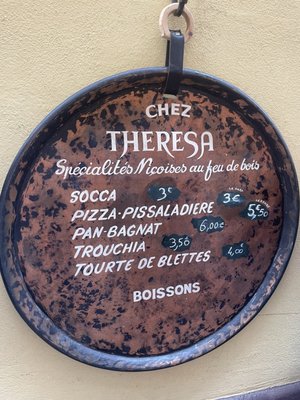 CHEZ
THERESA
Spécialités Niçoises au feu de bois
SOCCA 3€ 3€
PIZZA·PISSALADIERE 5,50
PAN-BAGNAT 6,00€
TROUCHIA 3,50
TOURTE DE BLETTES 4,00€
BOISSONS